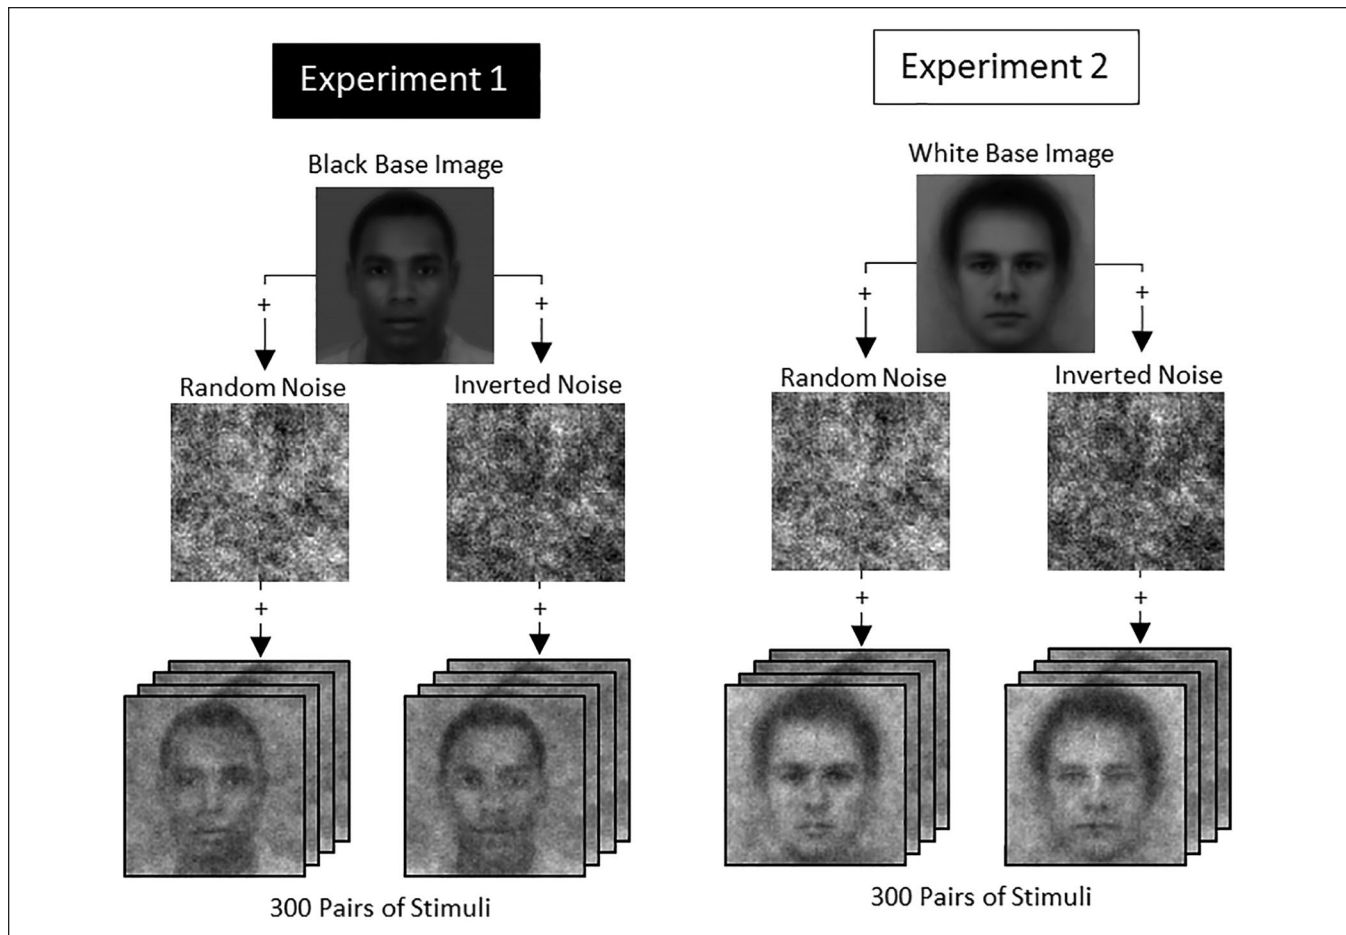 Experiment 1
Black Base Image
+
+
Random Noise
Inverted Noise
+
+
300 Pairs of Stimuli
Experiment 2
White Base Image
+
+
Random Noise
Inverted Noise
+
+
300 Pairs of Stimuli